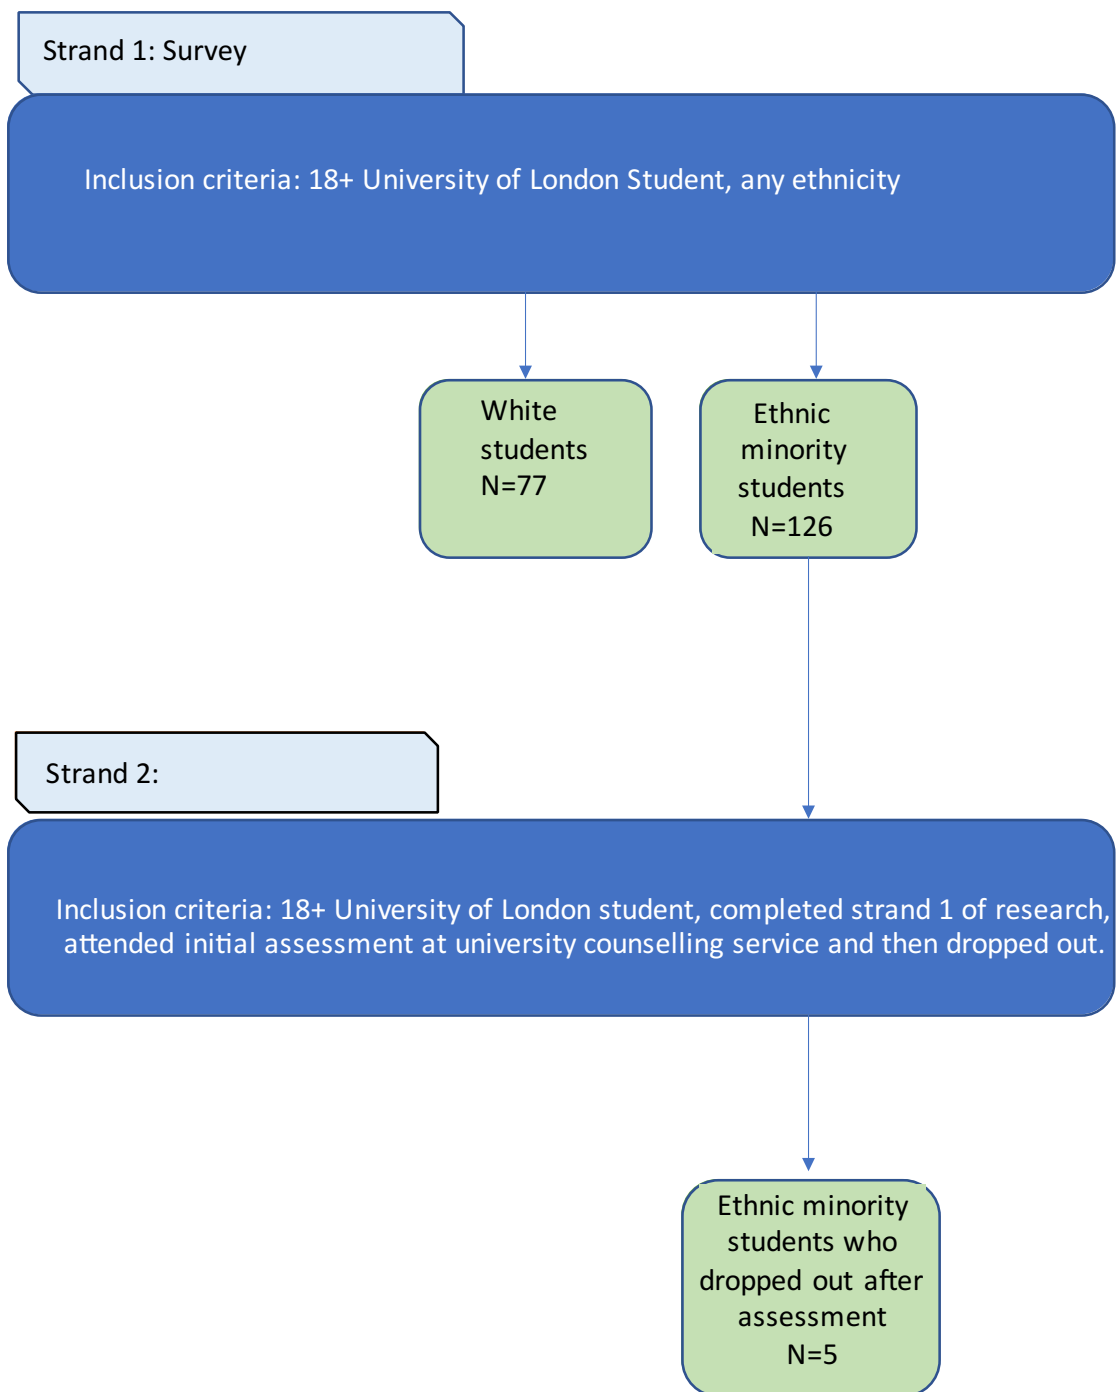 Strand 1: Survey
Inclusion criteria: 18+ University of London Student, any ethnicity
White
students
N=77
Ethnic
minority
students
N=126
Strand 2:
Inclusion criteria: 18+ University of London student, completed strand 1 of research,
attended initial assessment at university counselling service and then dropped out.
Ethnic minority
students who
dropped out after
assessment
N=5